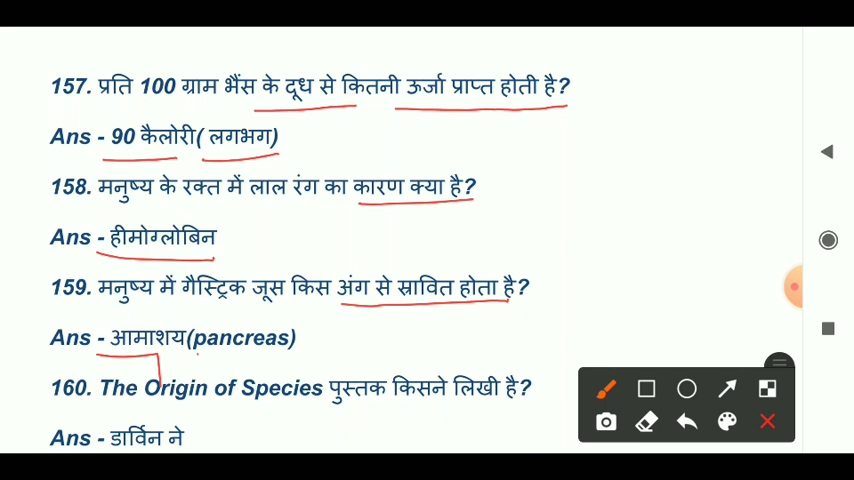 157. प्रति 100 ग्राम भैंस के दूध से कितनी ऊर्जा प्राप्त होती है?
Ans - 90 कैलोरी( लगभग)
158. मनुष्य के रक्त में लाल रंग का कारण क्या है?
Ans - हीमोग्लोबिन
159. मनुष्य में गैस्ट्रिक जूस किस अंग से स्रावित होता है?
Ans - आमाशय(pancreas)
160. The Origin of Species पुस्तक किसने लिखी है?
Ans - डार्विन ने